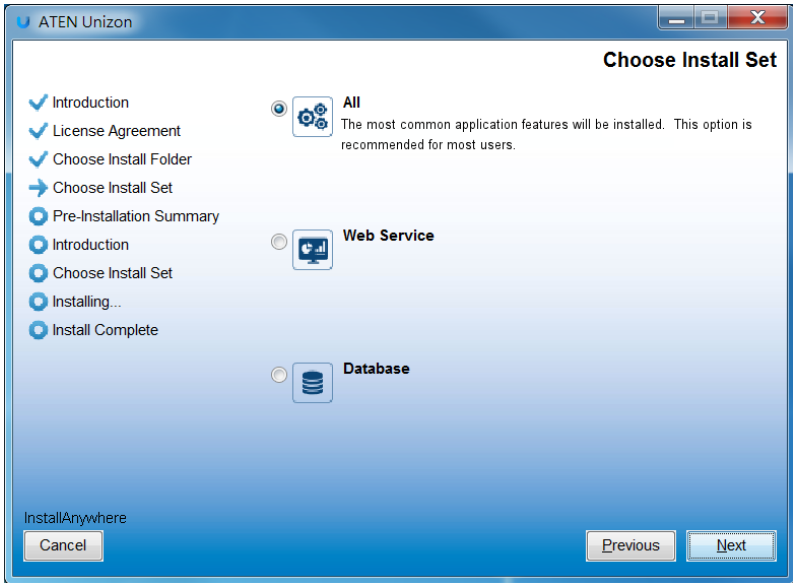 ATEN Unizon
Choose Install Set
Introduction
License Agreement
Choose Install Folder
Choose Install Set
Pre-Installation Summary
Introduction
Choose Install Set
Installing...
Install Complete
All
The most common application features will be installed. This option is
recommended for most users.
Web Service
Database
InstallAnywhere
Cancel
Previous
Next